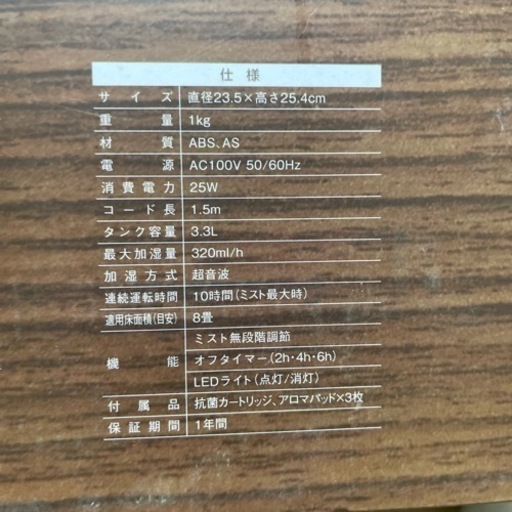 仕様
サイズ 直径23.5×高さ25.4cm
重量 1kg
材質 ABS、AS
電源 AC100V 50/60Hz
消費電力 25W
コード長 1.5m
タンク容量 3.3L
最大加湿量 320ml/h
加湿方式 超音波
連続運転時間 10時間(ミスト最大時)
適用床面積(目安) 8畳
ミスト無段階調節
機能 オフタイマー(2h・4h・6h)
LEDライト(点灯/消灯)
付属品 抗菌カートリッジ、アロマパッド×3枚
保証期間 1年間